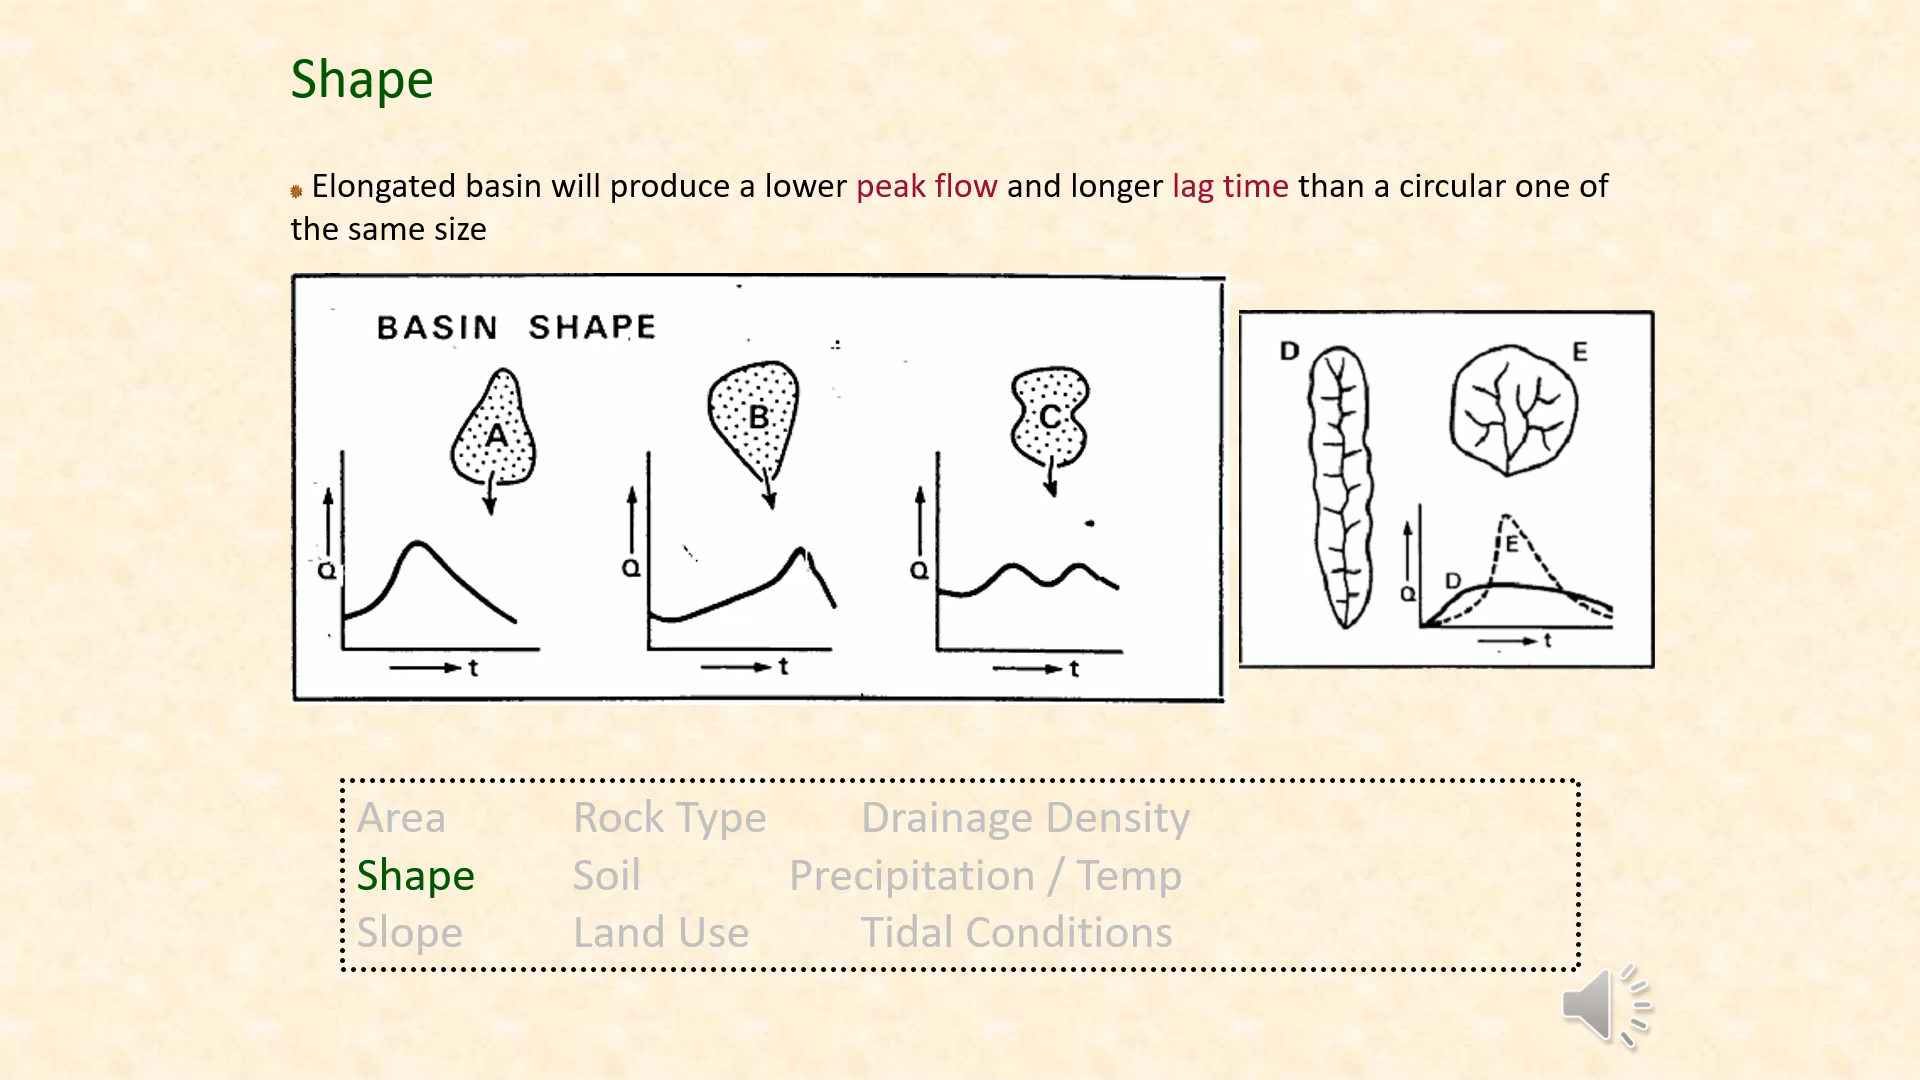 Shape
Elongated basin will produce a lower peak flow and longer lag time than a circular one of
the same size
BASIN SHAPE
A
B
C
Q
t
Q
t
Q
t
D
E
E
D
Q
t
Area Rock Type Drainage Density
Shape Soil Precipitation / Temp
Slope Land Use Tidal Conditions